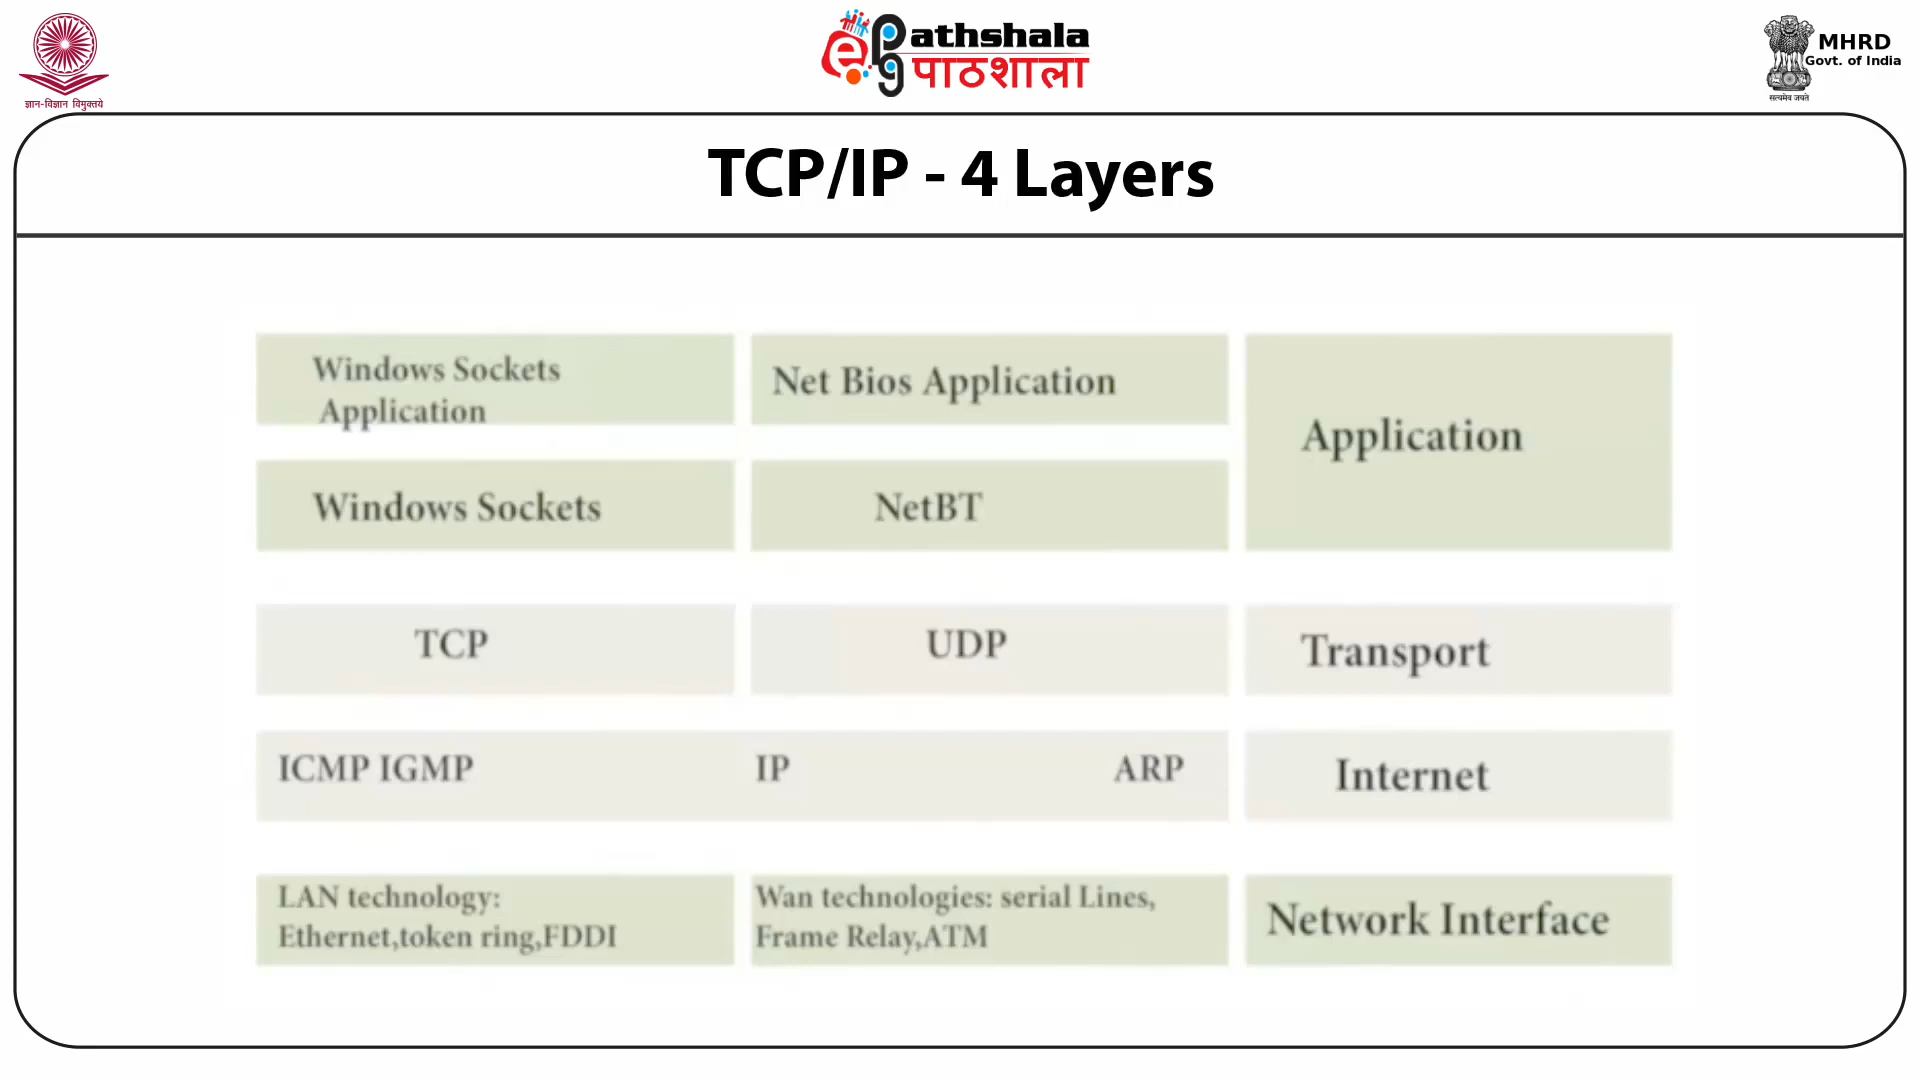 ज्ञान-विज्ञान विमुक्तये
ePathshala
पाठशाला
MHRD
Govt. of India
सत्यमेव जयते
TCP/IP - 4 Layers
Windows Sockets
Application
Net Bios Application
Application
Windows Sockets
NetBT
TCP
UDP
Transport
ICMP IGMP
IP
ARP
Internet
LAN technology:
Ethernet,token ring,FDDI
Wan technologies: serial Lines,
Frame Relay,ATM
Network Interface